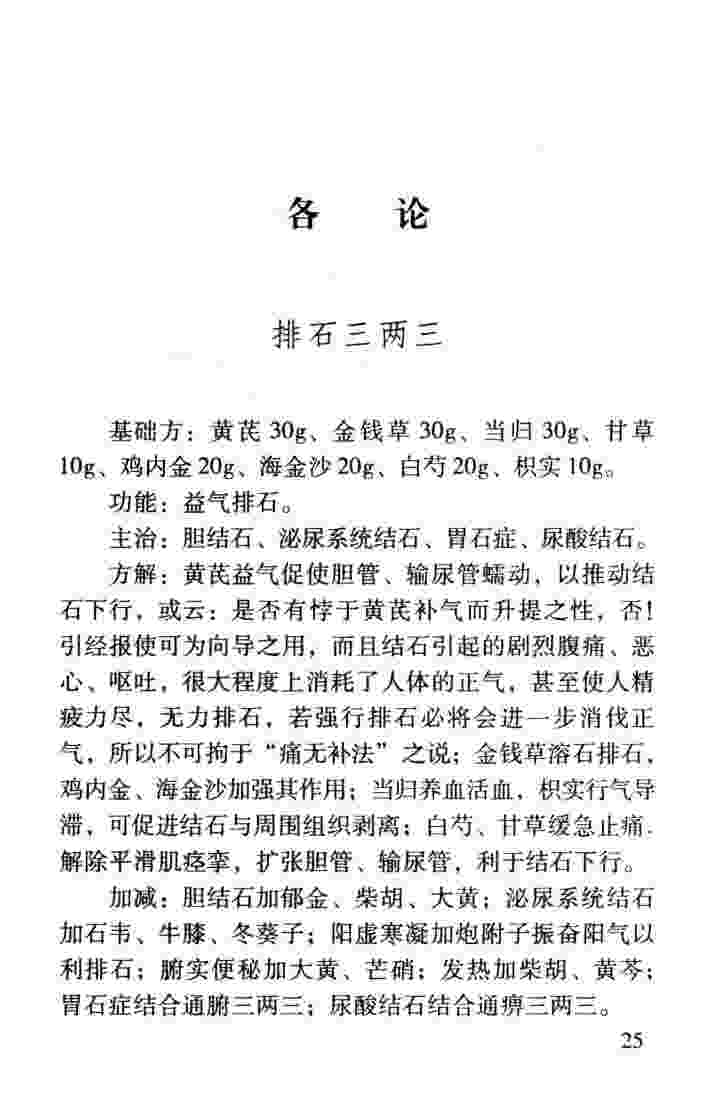 各 论
排石三两三
基础方：黄芪 30g、金钱草 30g、当归 30g、甘草
10g、鸡内金 20g、海金沙 20g、白芍 20g、枳实 10g。
功能：益气排石。
主治：胆结石、泌尿系统结石、胃石症、尿酸结石。
方解：黄芪益气促使胆管、输尿管蠕动，以推动结
石下行，或云：是否有悖于黄芪补气而升提之性，否！
引经报使可为向导之用，而且结石引起的剧烈腹痛、恶
心、呕吐，很大程度上消耗了人体的正气，甚至使人精
疲力尽，无力排石，若强行排石必将会进一步消伐正
气，所以不可拘于“痛无补法”之说；金钱草溶石排石，
鸡内金、海金沙加强其作用；当归养血活血，枳实行气导
滞，可促进结石与周围组织剥离；白芍、甘草缓急止痛．
解除平滑肌痉挛，扩张胆管、输尿管，利于结石下行。
加减：胆结石加郁金、柴胡、大黄；泌尿系统结石
加石韦、牛膝、冬葵子；阳虚寒凝加炮附子振奋阳气以
利排石；腑实便秘加大黄、芒硝；发热加柴胡、黄芩；
胃石症结合通腑三两三；尿酸结石结合通痹三两三。
25